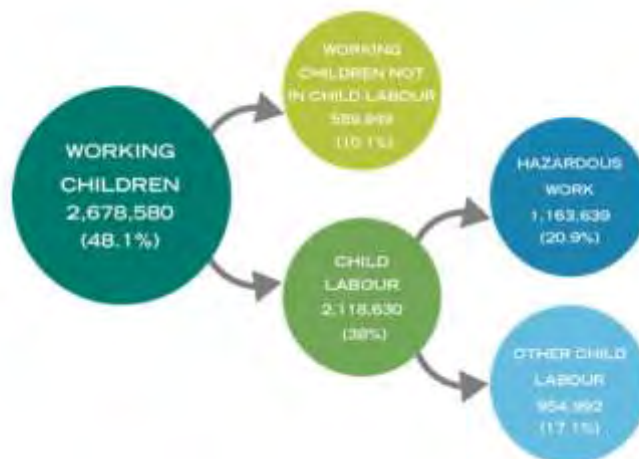 WORKING
CHILDREN
2,678,580
(48.1%)
WORKING
CHILDREN NOT
IN CHILD LABOUR
(10.1%)
CHILD
LABOUR
2,118,630
(38%)
HAZARDOUS
WORK
1,163,639
(20.9%)
OTHER CHILD
LABOUR
954,992
(17.1%)